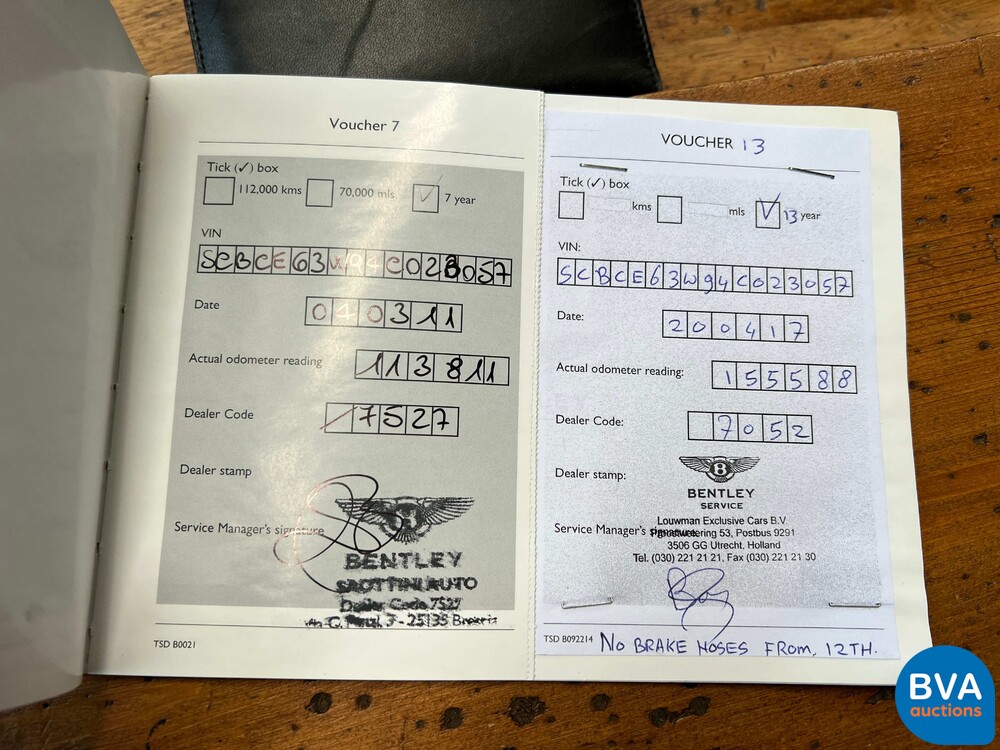 Voucher 7
Tick (✓) box
112,000 kms 70,000 mls ✓ 7 year
VIN
SCBCE63W94C023057
Date
040311
Actual odometer reading
113811
Dealer Code
/7527
Dealer stamp
Service Manager's signature
BENTLEY
AUTO
Dealer Code 7527
3 - 25135
TSD B0021
VOUCHER 13
Tick (✓) box
kms mls ✓ 13 year
VIN:
SCBCE63W94C023057
Date:
200417
Actual odometer reading:
155588
Dealer Code:
7052
Dealer stamp:
B
BENTLEY
SERVICE
Louwman Exclusive Cars B.V.
Service Manager's
53, Postbus 9291
3506 GG Utrecht, Holland
Tel. (030) 221 21 21, Fax (030) 221 21 30
TSD B092214
NO BRAKE NOSES FROM, 12TH.
BVA
auctions